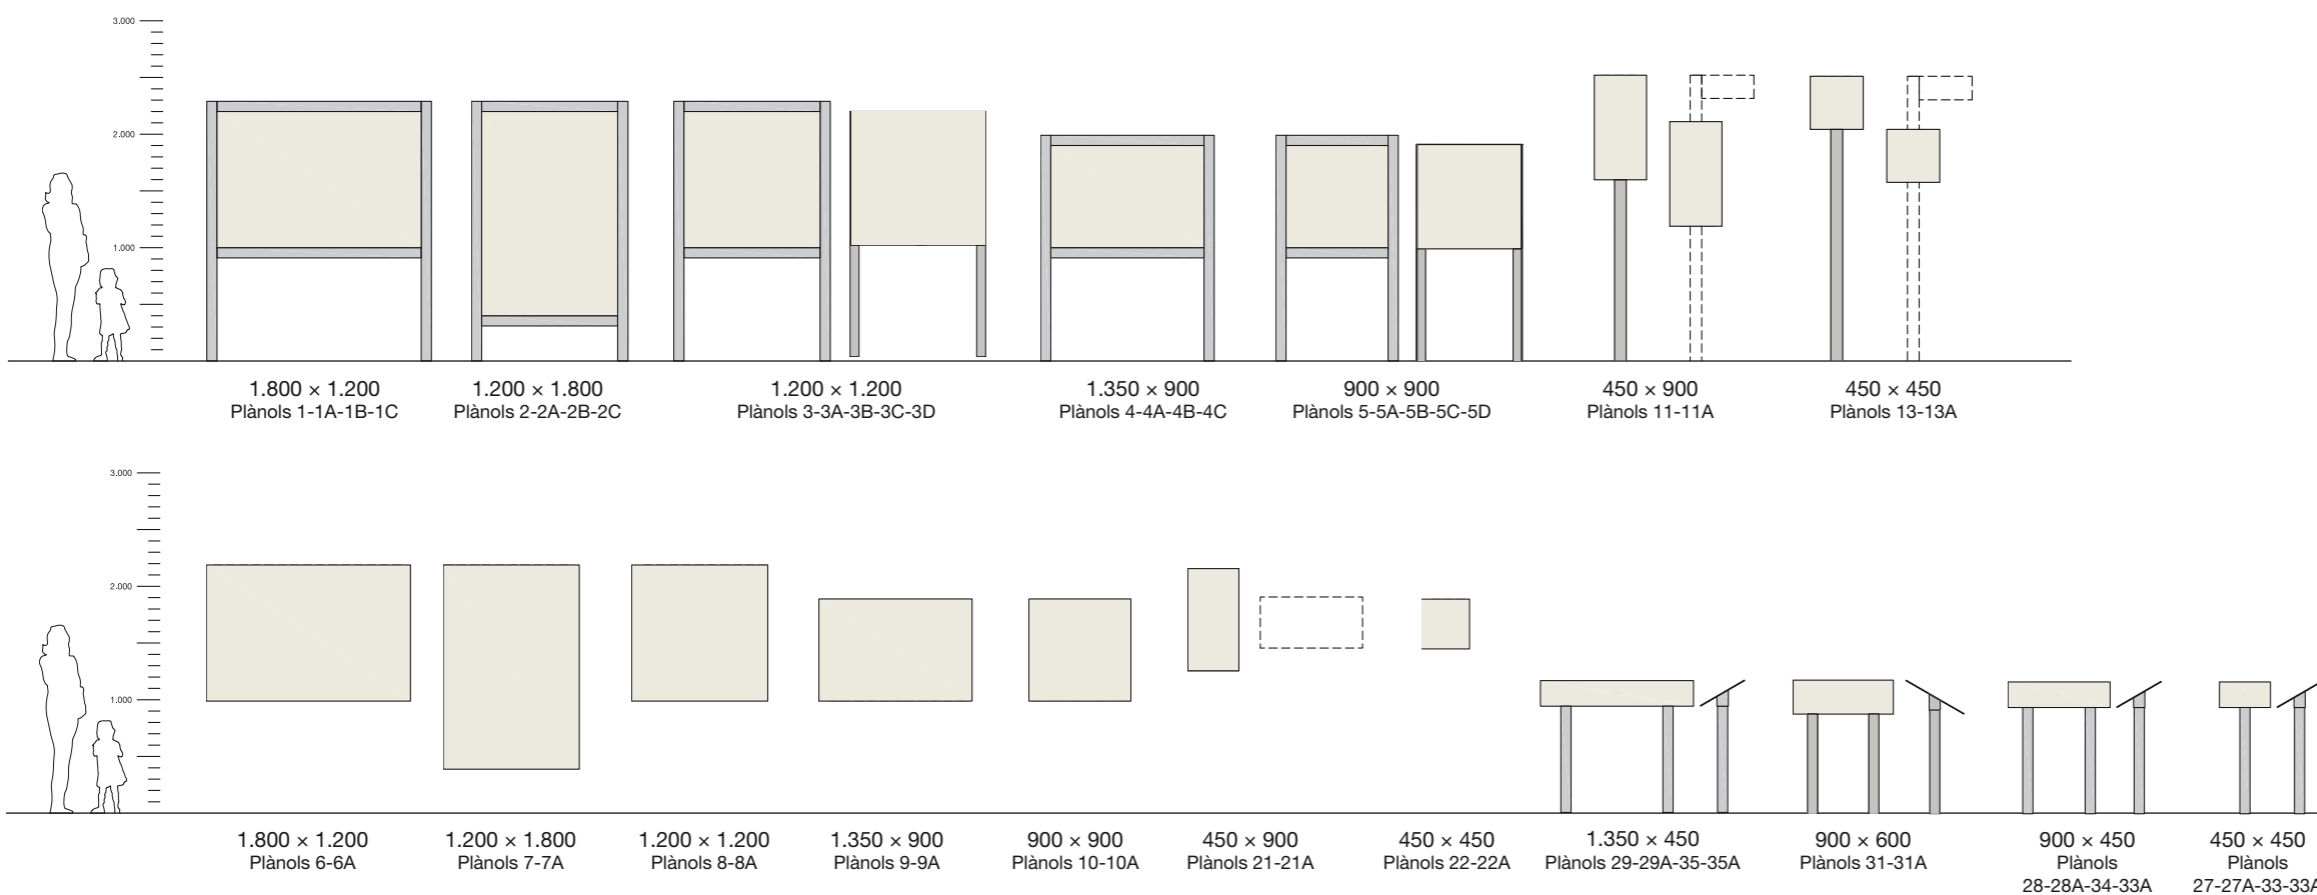 3.000
2.000
1.000
1.800 × 1.200
Plànols 1-1A-1B-1C
1.200 × 1.800
Plànols 2-2A-2B-2C
1.200 × 1.200
Plànols 3-3A-3B-3C-3D
1.350 × 900
Plànols 4-4A-4B-4C
900 × 900
Plànols 5-5A-5B-5C-5D
450 × 900
Plànols 11-11A
450 × 450
Plànols 13-13A
3.000
2.000
1.000
1.800 × 1.200
Plànols 6-6A
1.200 × 1.800
Plànols 7-7A
1.200 × 1.200
Plànols 8-8A
1.350 × 900
Plànols 9-9A
900 × 900
Plànols 10-10A
450 × 900
Plànols 21-21A
450 × 450
Plànols 22-22A
1.350 × 450
Plànols 29-29A-35-35A
900 × 600
Plànols 31-31A
900 × 450
Plànols
28-28A-34-33A
450 × 450
Plànols
27-27A-33-33A